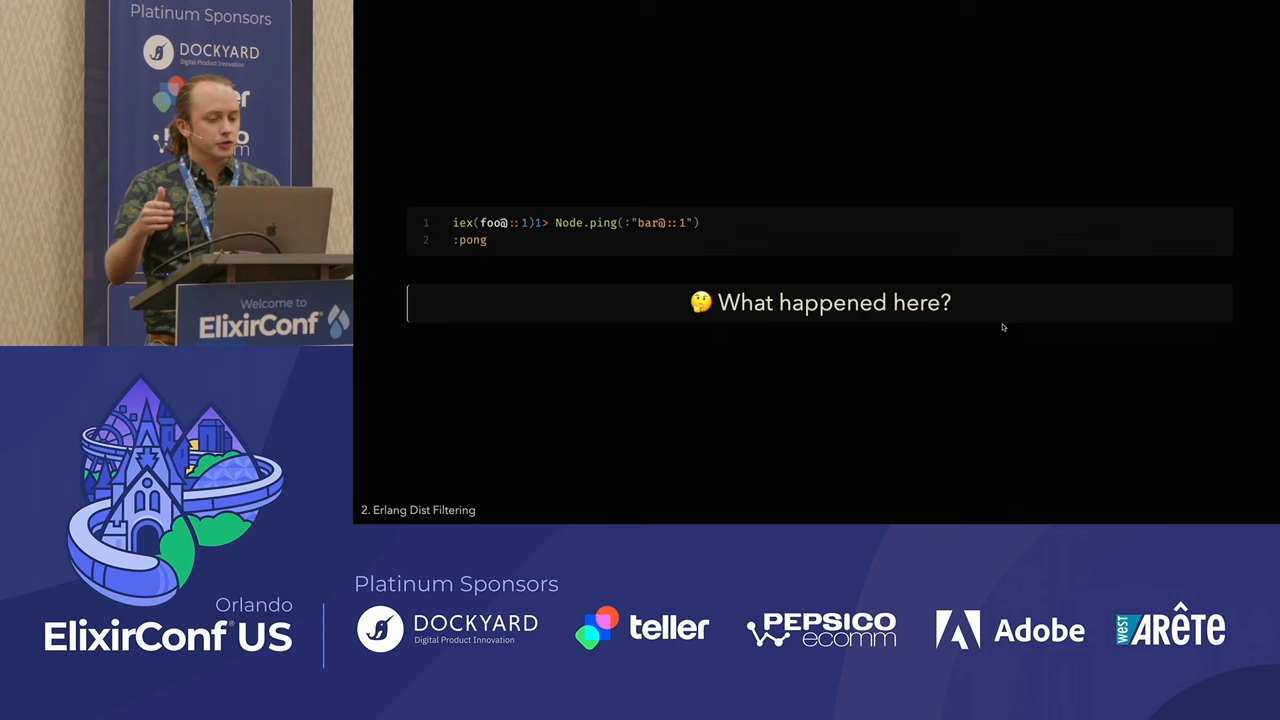 Platinum Sponsors
DOCKYARD
Digital Product Innovation
Welcome to
ElixirConf®
1 iex(foo@::1)1> Node.ping(:"bar@::1")
2 :pong
🤔 What happened here?
2. Erlang Dist Filtering
Orlando
ElixirConf® US
Platinum Sponsors
DOCKYARD
Digital Product Innovation
teller
PEPSICO
ecomm
Adobe
west ARÊTE